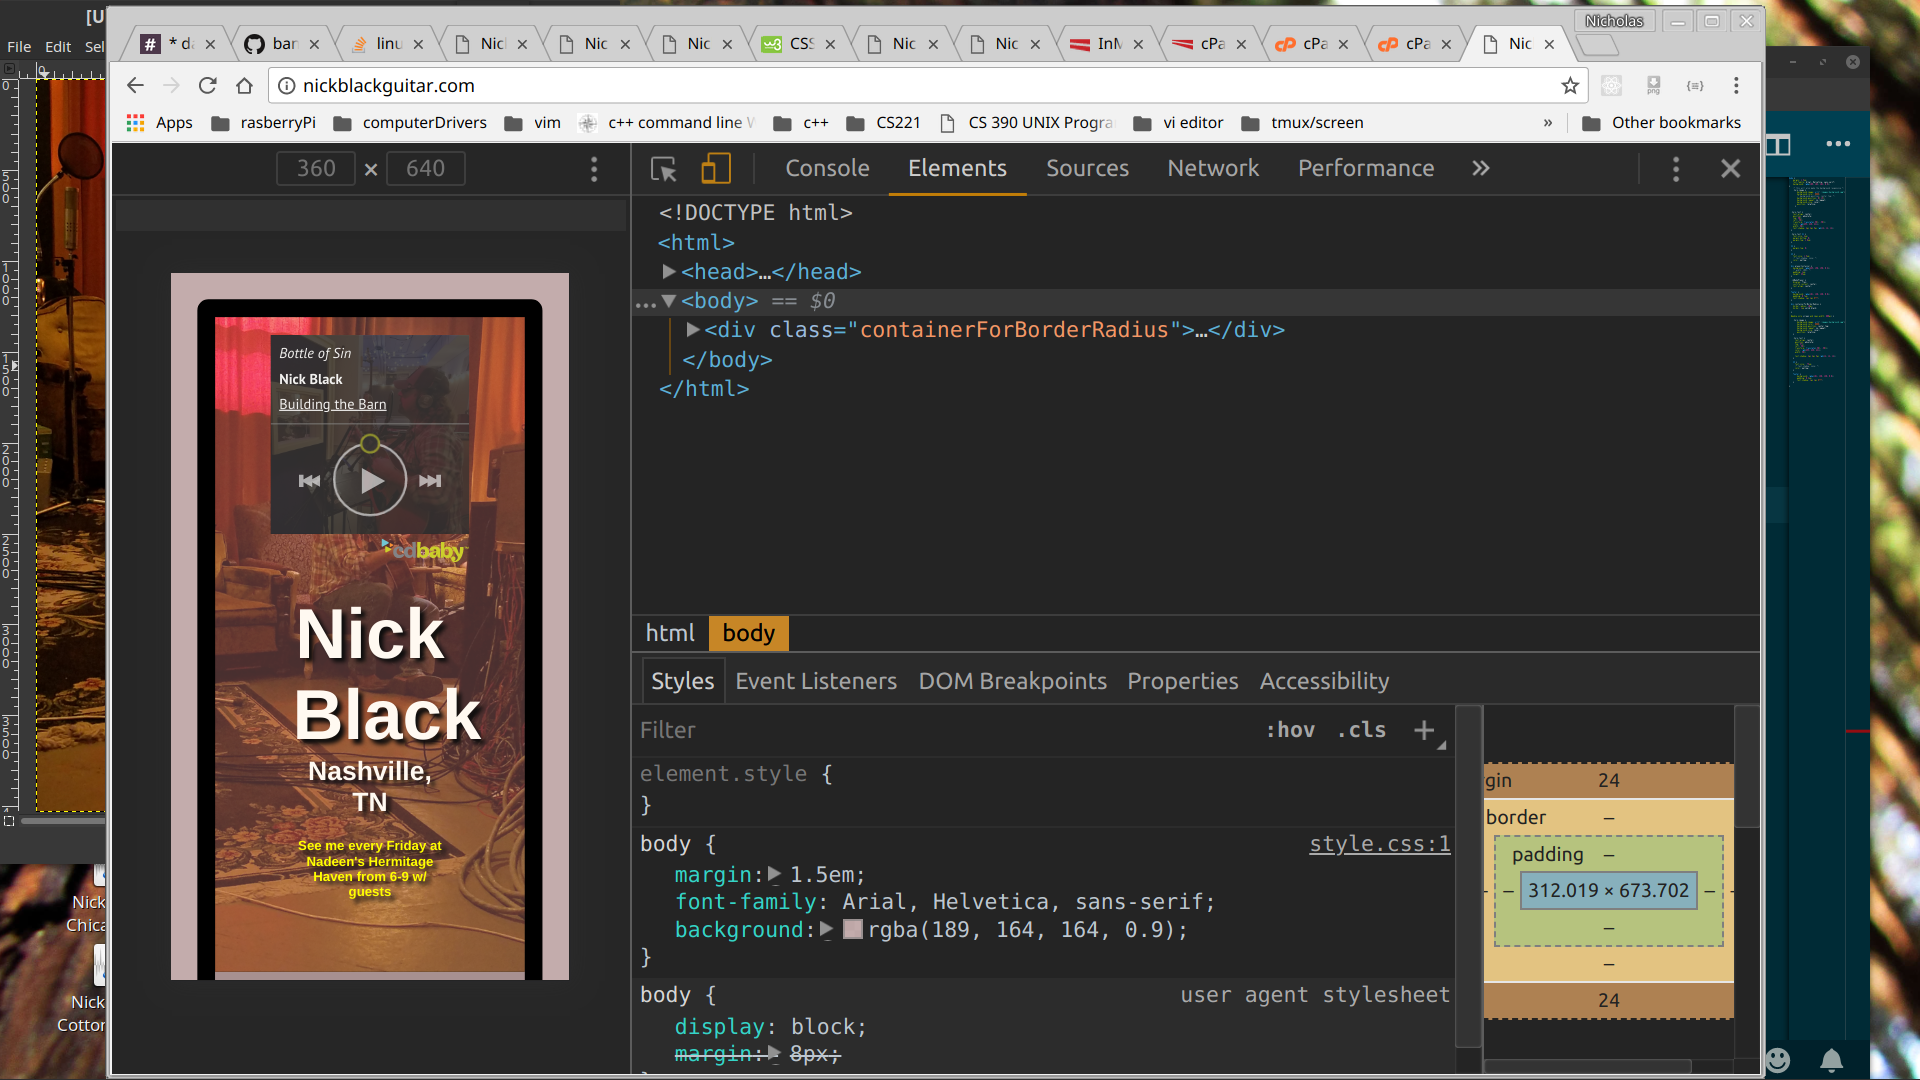 [U
File Edit Sel
* da
bar
linu
Nicl
Nic
Nic
CSS
Nic
Nic
InM
cPa
cPa
cPa
Nic
Nicholas
nickblackguitar.com
Apps rasberryPi computerDrivers vim c++ command line c++ CS221 CS 390 UNIX Progra vi editor tmux/screen » Other bookmarks
360 × 640
Console Elements Sources Network Performance »
<!DOCTYPE html>
<html>
<head>…</head>
<body> == $0
<div class="containerForBorderRadius">…</div>
</body>
</html>
Bottle of Sin
Nick Black
Building the Barn
cdbaby
Nick
Black
Nashville,
TN
See me every Friday at
Nadeen's Hermitage
Haven from 6-9 w/
guests
html body
Styles Event Listeners DOM Breakpoints Properties Accessibility
Filter :hov .cls +
element.style {
}
body { style.css:1
margin: 1.5em;
font-family: Arial, Helvetica, sans-serif;
background: rgba(189, 164, 164, 0.9);
}
body { user agent stylesheet
display: block;
margin: 8px;
gin 24
border –
padding –
– 312.019 × 673.702 –
–
–
24
Nick
Chica
Nick
Cottor